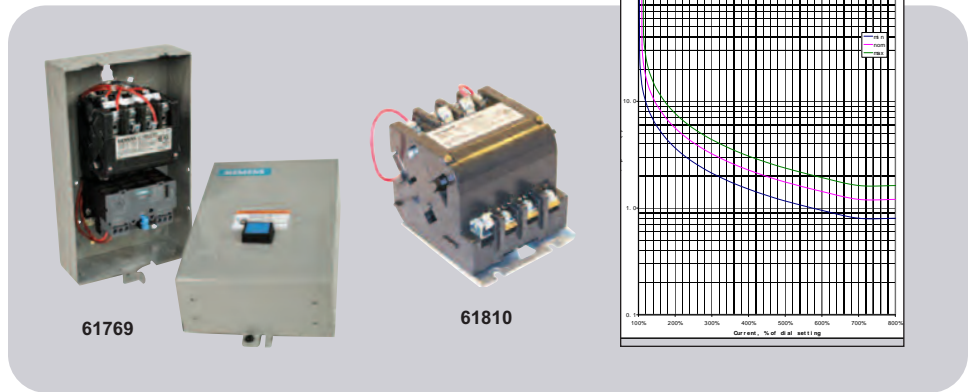 SIEMENS
61769
61810
min
nom
max
10.0
1.0
0.1
100% 200% 300% 400% 500% 600% 700% 800%
Current, % of dial setting